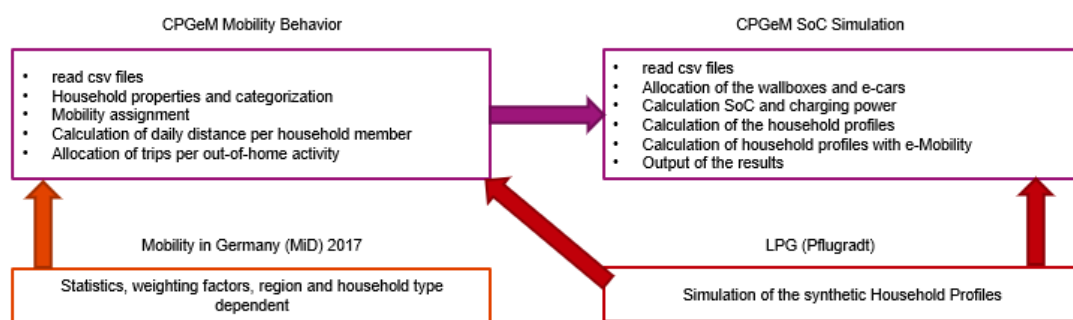 CPGeM Mobility Behavior
• read csv files
• Household properties and categorization
• Mobility assignment
• Calculation of daily distance per household member
• Allocation of trips per out-of-home activity
CPGeM SoC Simulation
• read csv files
• Allocation of the wallboxes and e-cars
• Calculation SoC and charging power
• Calculation of the household profiles
• Calculation of household profiles with e-Mobility
• Output of the results
Mobility in Germany (MiD) 2017
Statistics, weighting factors, region and household type
dependent
LPG (Pflugradt)
Simulation of the synthetic Household Profiles